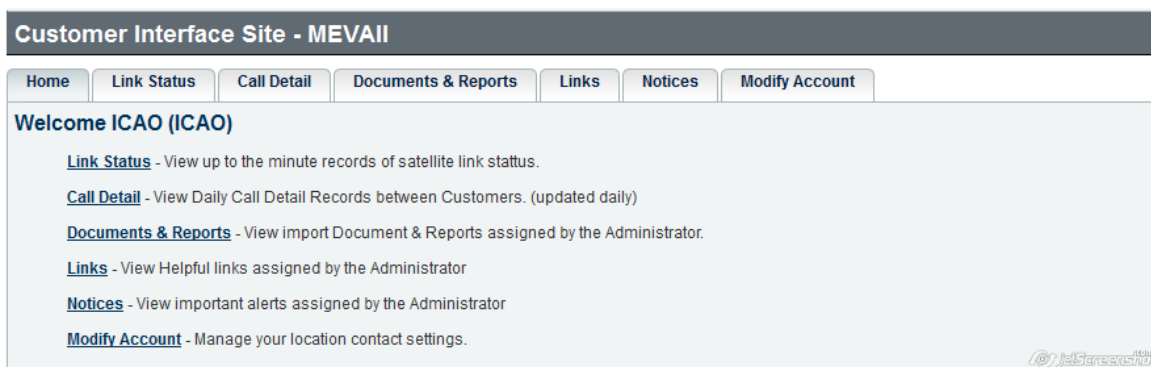 Customer Interface Site - MEVAII
Home Link Status Call Detail Documents & Reports Links Notices Modify Account
Welcome ICAO (ICAO)
Link Status - View up to the minute records of satellite link stattus.
Call Detail - View Daily Call Detail Records between Customers. (updated daily)
Documents & Reports - View import Document & Reports assigned by the Administrator.
Links - View Helpful links assigned by the Administrator
Notices - View important alerts assigned by the Administrator
Modify Account - Manage your location contact settings.